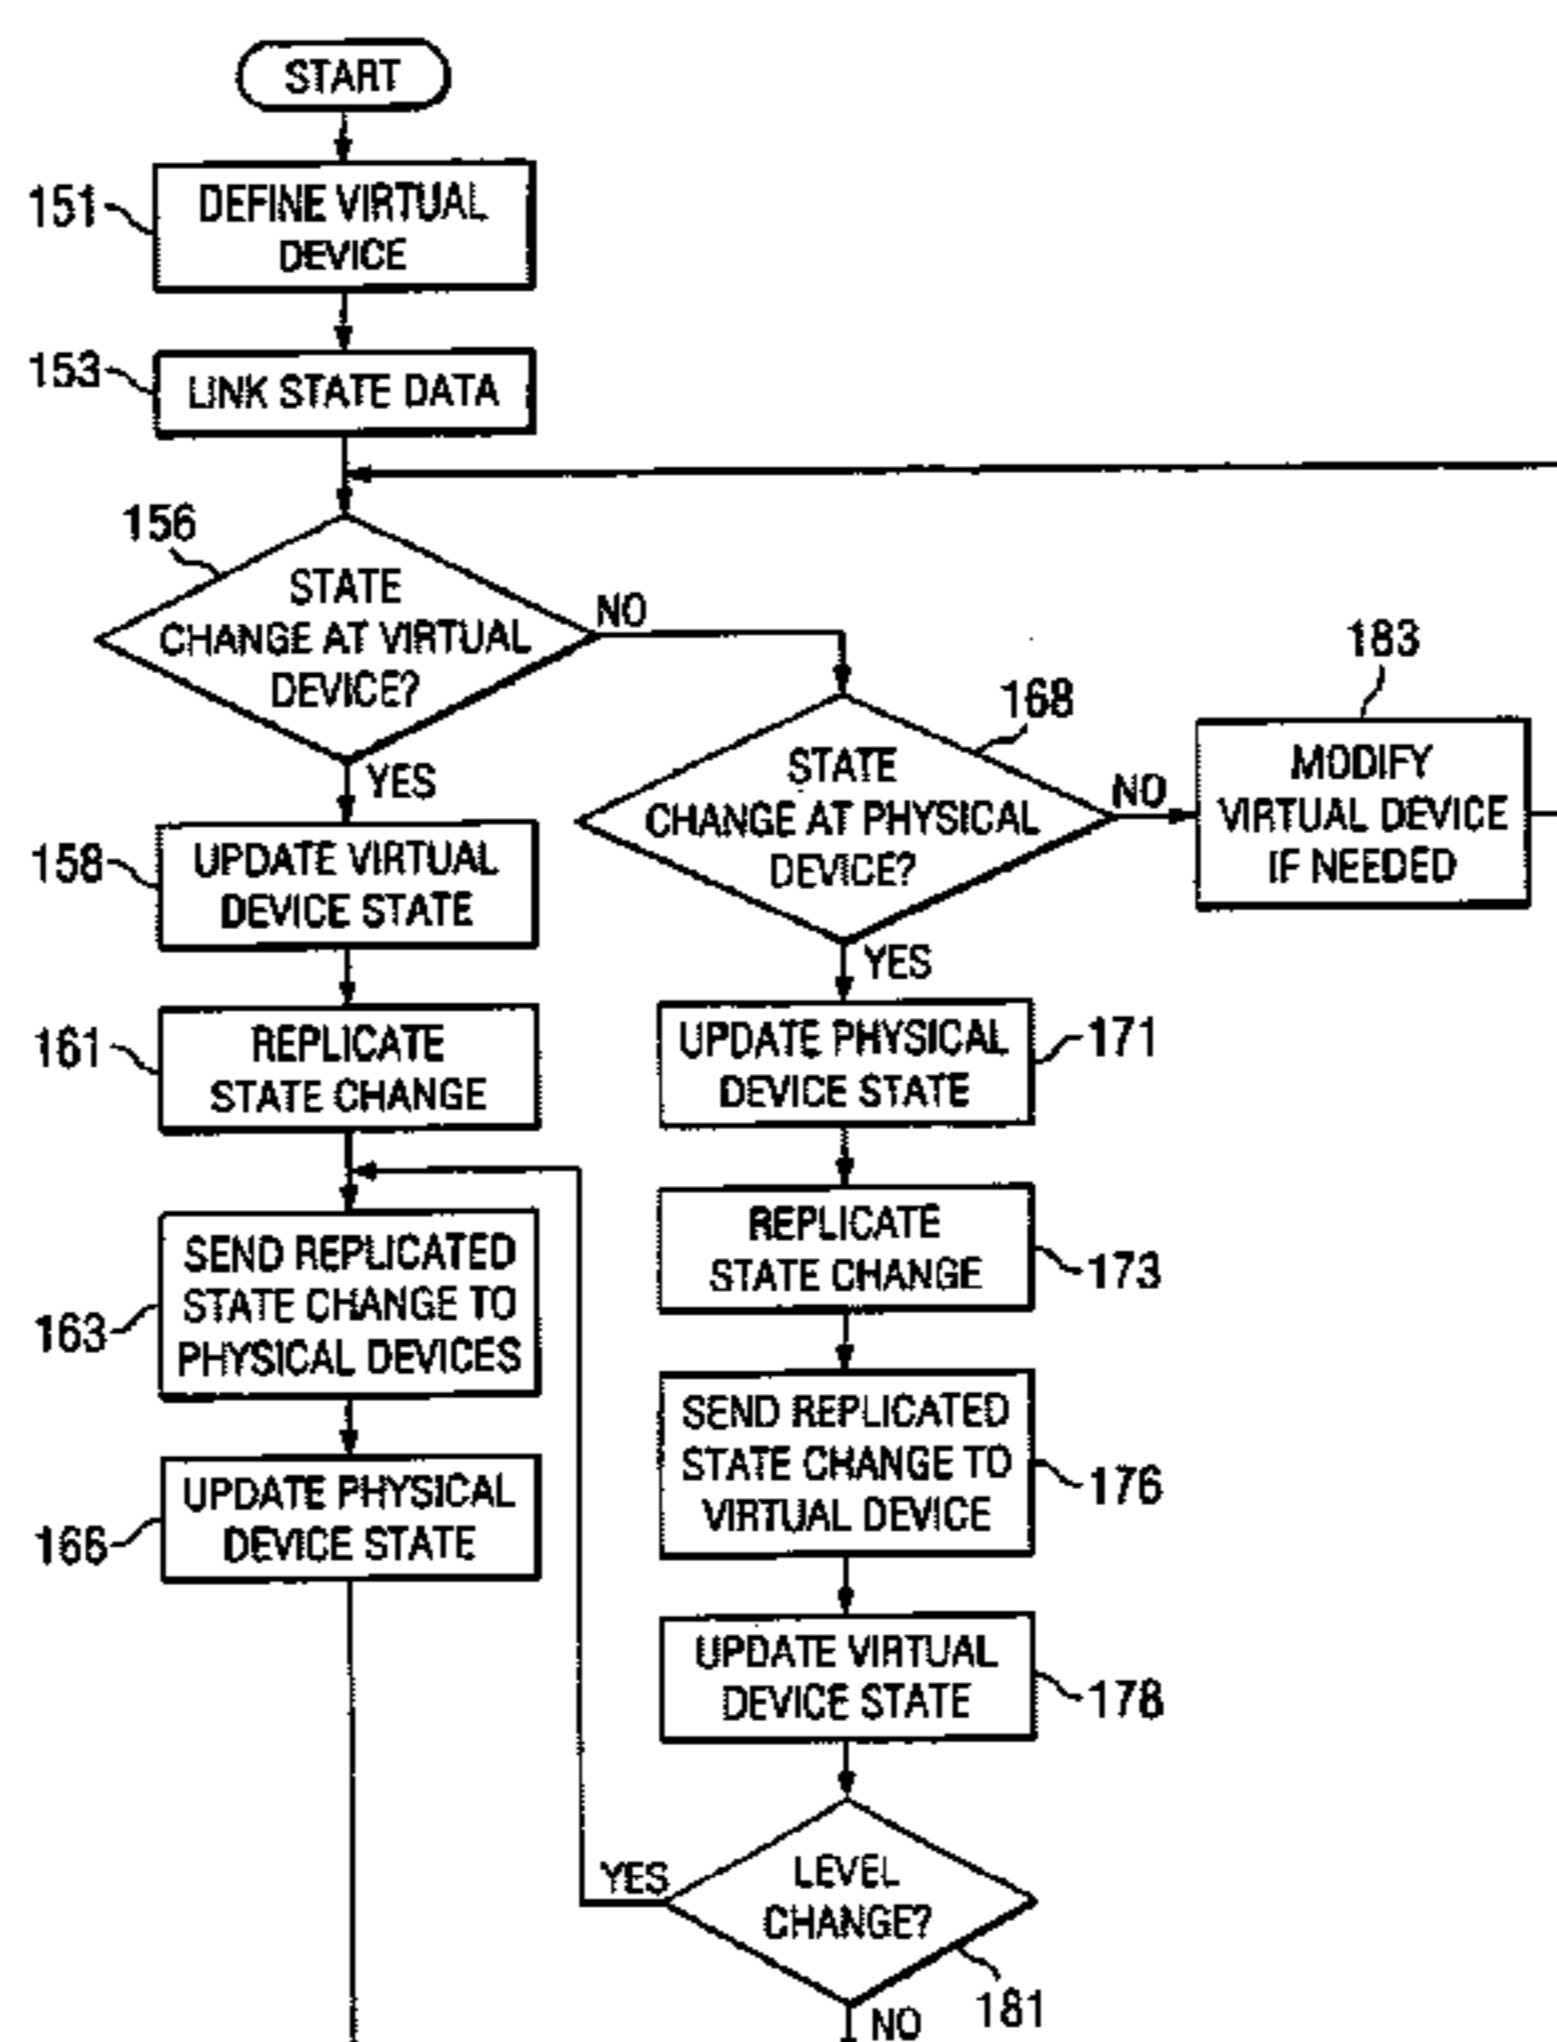 START
151
DEFINE VIRTUAL
DEVICE
153
LINK STATE DATA
156
STATE
CHANGE AT VIRTUAL
DEVICE?
NO
YES
168
STATE
CHANGE AT PHYSICAL
DEVICE?
NO
YES
183
MODIFY
VIRTUAL DEVICE
IF NEEDED
158
UPDATE VIRTUAL
DEVICE STATE
161
REPLICATE
STATE CHANGE
163
SEND REPLICATED
STATE CHANGE TO
PHYSICAL DEVICES
166
UPDATE PHYSICAL
DEVICE STATE
UPDATE PHYSICAL
DEVICE STATE
171
REPLICATE
STATE CHANGE
173
SEND REPLICATED
STATE CHANGE TO
VIRTUAL DEVICE
176
UPDATE VIRTUAL
DEVICE STATE
178
YES
LEVEL
CHANGE?
181
NO